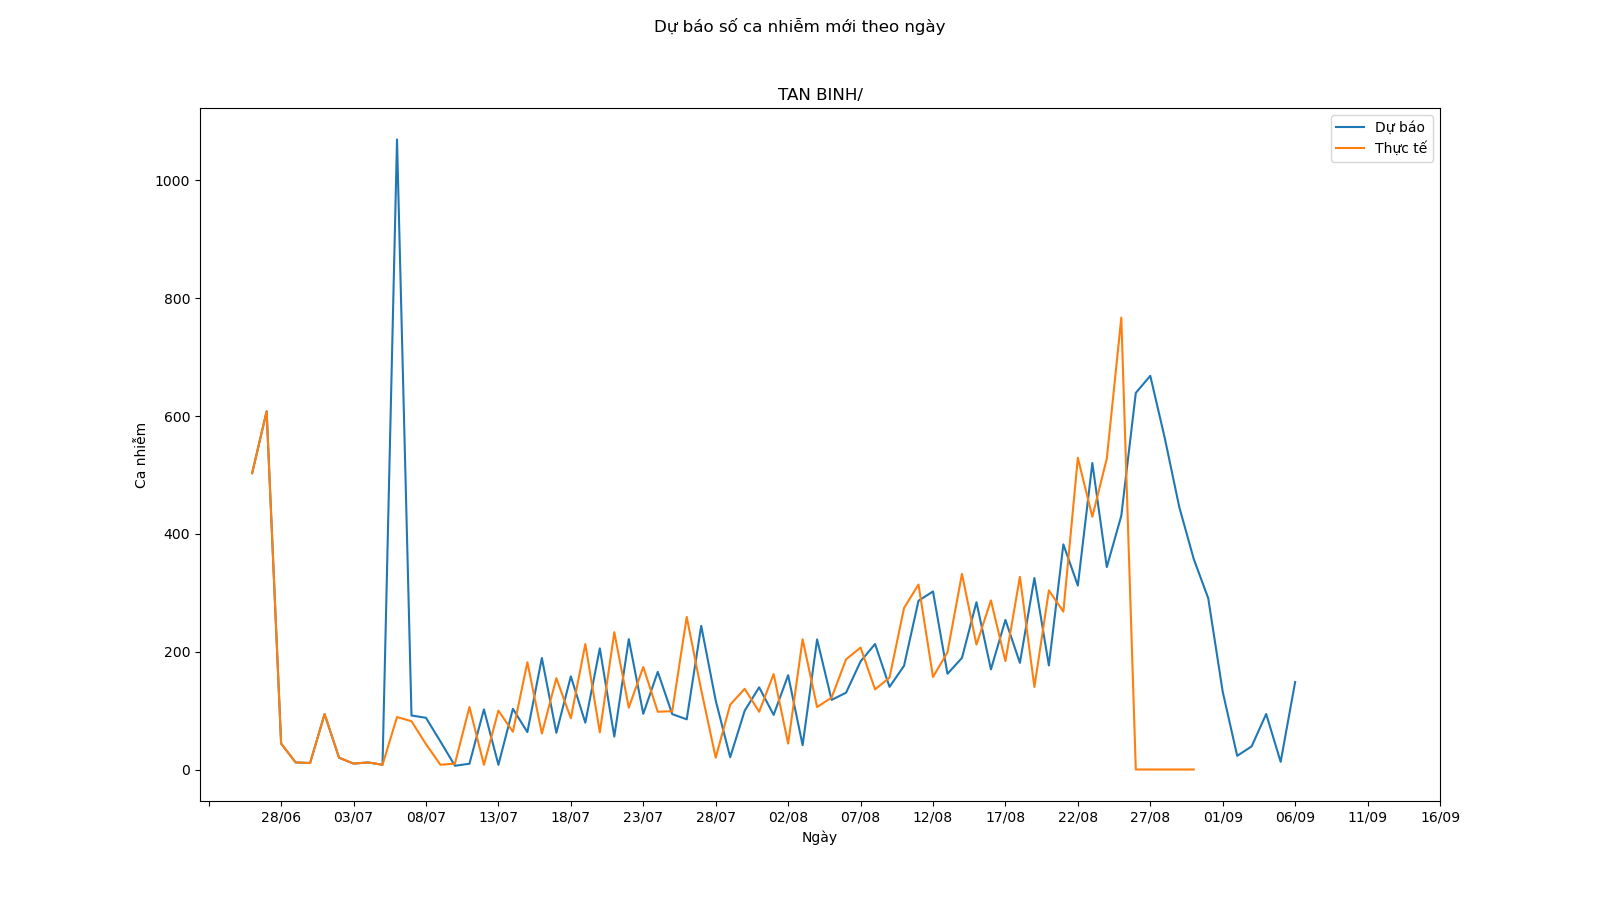 Dự báo số ca nhiễm mới theo ngày
TAN BINH/
Dự báo
Thực tế
1000
800
600
400
200
0
Ca nhiễm
28/06 03/07 08/07 13/07 18/07 23/07 28/07 02/08 07/08 12/08 17/08 22/08 27/08 01/09 06/09 11/09 16/09
Ngày